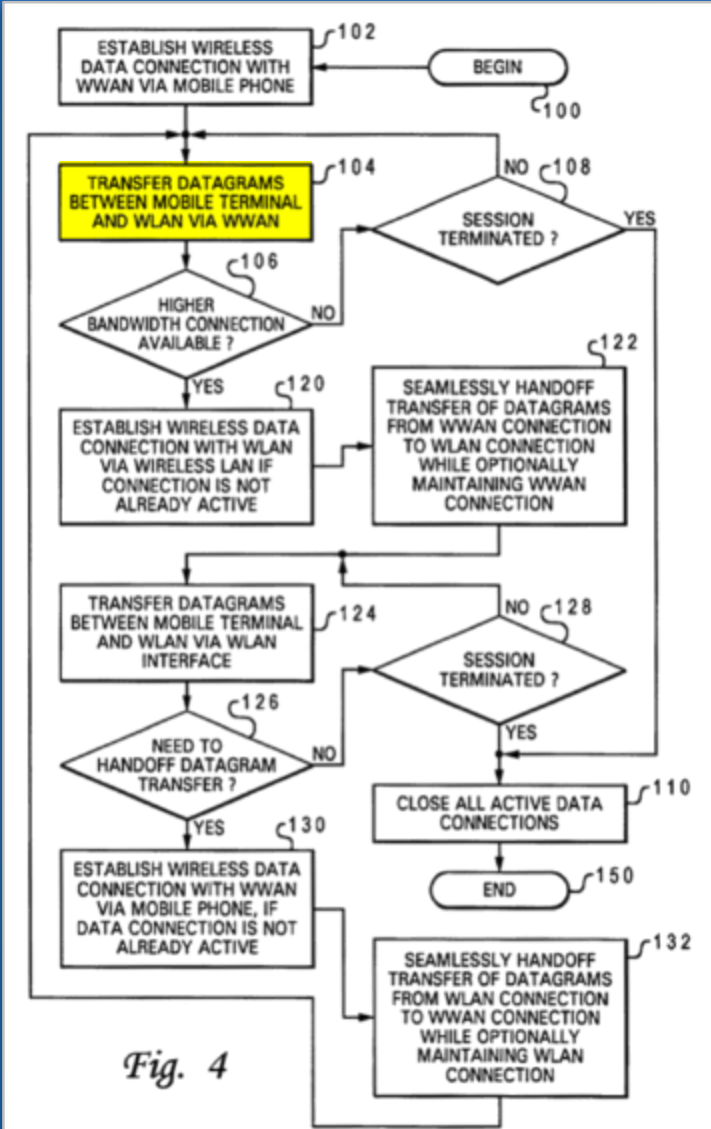 ESTABLISH WIRELESS
DATA CONNECTION WITH
WWAN VIA MOBILE PHONE
102
BEGIN
100
TRANSFER DATAGRAMS
BETWEEN MOBILE TERMINAL
AND WLAN VIA WWAN
104
NO
108
SESSION
TERMINATED ?
YES
106
HIGHER
BANDWIDTH CONNECTION
AVAILABLE ?
NO
YES
120
ESTABLISH WIRELESS DATA
CONNECTION WITH WLAN
VIA WIRELESS LAN IF
CONNECTION IS NOT
ALREADY ACTIVE
122
SEAMLESSLY HANDOFF
TRANSFER OF DATAGRAMS
FROM WWAN CONNECTION
TO WLAN CONNECTION
WHILE OPTIONALLY
MAINTAINING WWAN
CONNECTION
TRANSFER DATAGRAMS
BETWEEN MOBILE TERMINAL
AND WLAN VIA WLAN
INTERFACE
124
NO
128
SESSION
TERMINATED ?
YES
126
NEED TO
HANDOFF DATAGRAM
TRANSFER ?
NO
YES
CLOSE ALL ACTIVE DATA
CONNECTIONS
110
END
150
130
ESTABLISH WIRELESS DATA
CONNECTION WITH WWAN
VIA MOBILE PHONE, IF
DATA CONNECTION IS NOT
ALREADY ACTIVE
132
SEAMLESSLY HANDOFF
TRANSFER OF DATAGRAMS
FROM WLAN CONNECTION
TO WWAN CONNECTION
WHILE OPTIONALLY
MAINTAINING WLAN
CONNECTION
Fig. 4